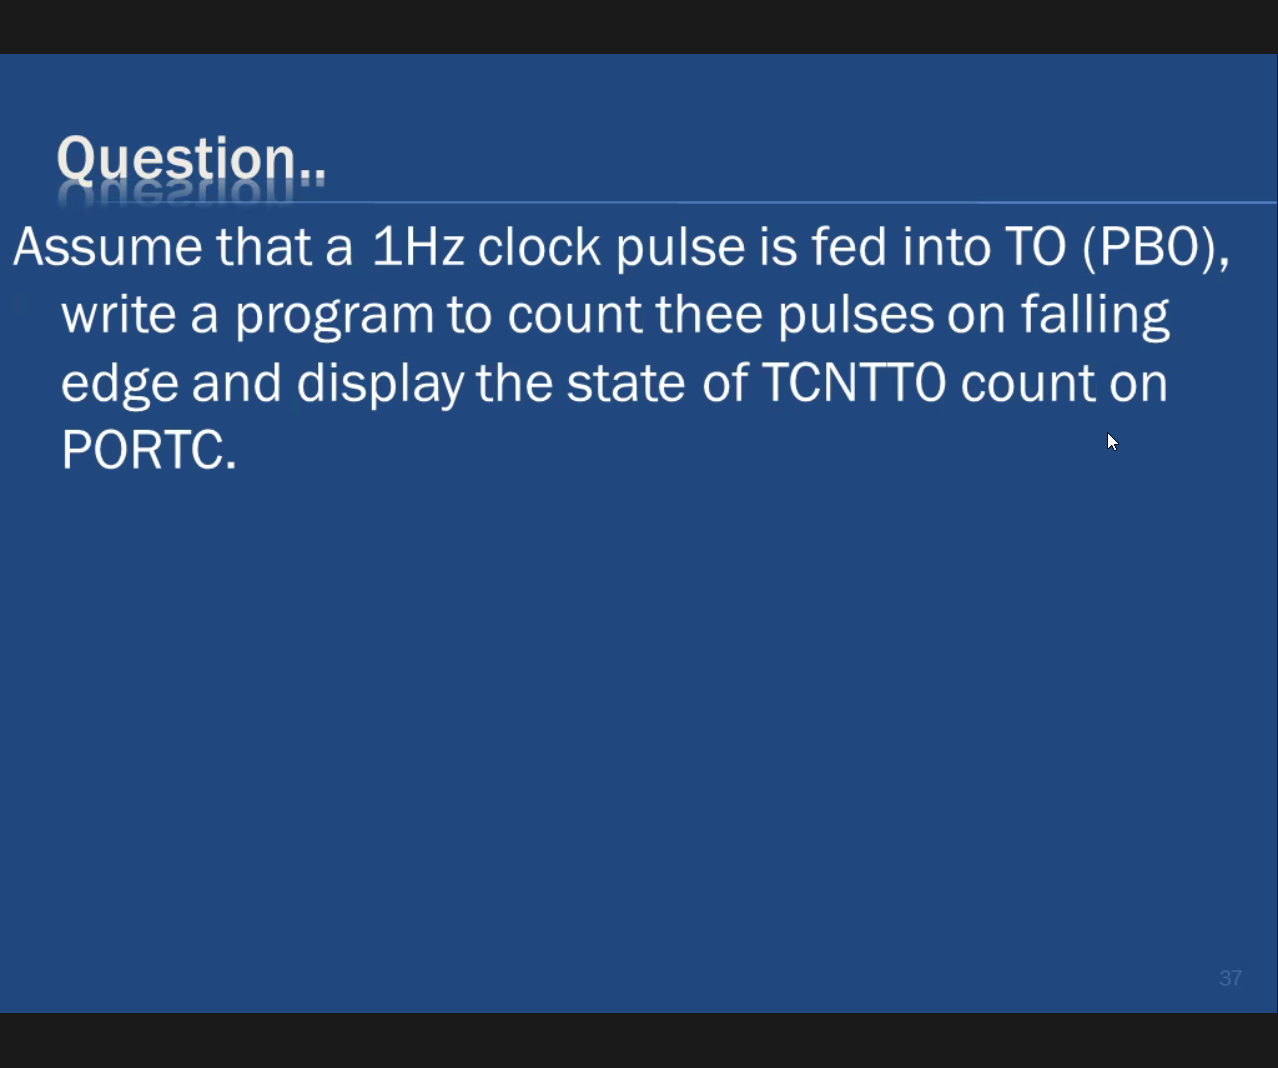 Question..
Assume that a 1Hz clock pulse is fed into T0 (PB0),
write a program to count thee pulses on falling
edge and display the state of TCNTT0 count on
PORTC.
37